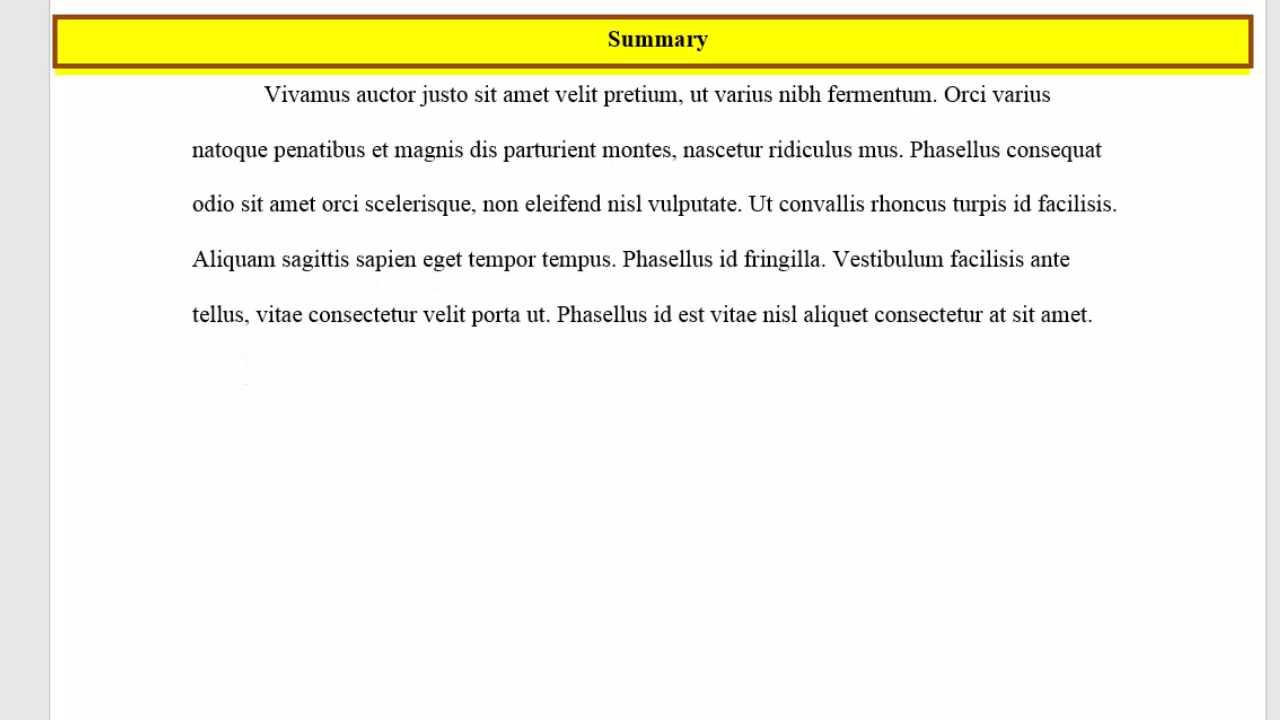 Summary
Vivamus auctor justo sit amet velit pretium, ut varius nibh fermentum. Orci varius
natoque penatibus et magnis dis parturient montes, nascetur ridiculus mus. Phasellus consequat
odio sit amet orci scelerisque, non eleifend nisl vulputate. Ut convallis rhoncus turpis id facilisis.
Aliquam sagittis sapien eget tempor tempus. Phasellus id fringilla. Vestibulum facilisis ante
tellus, vitae consectetur velit porta ut. Phasellus id est vitae nisl aliquet consectetur at sit amet.